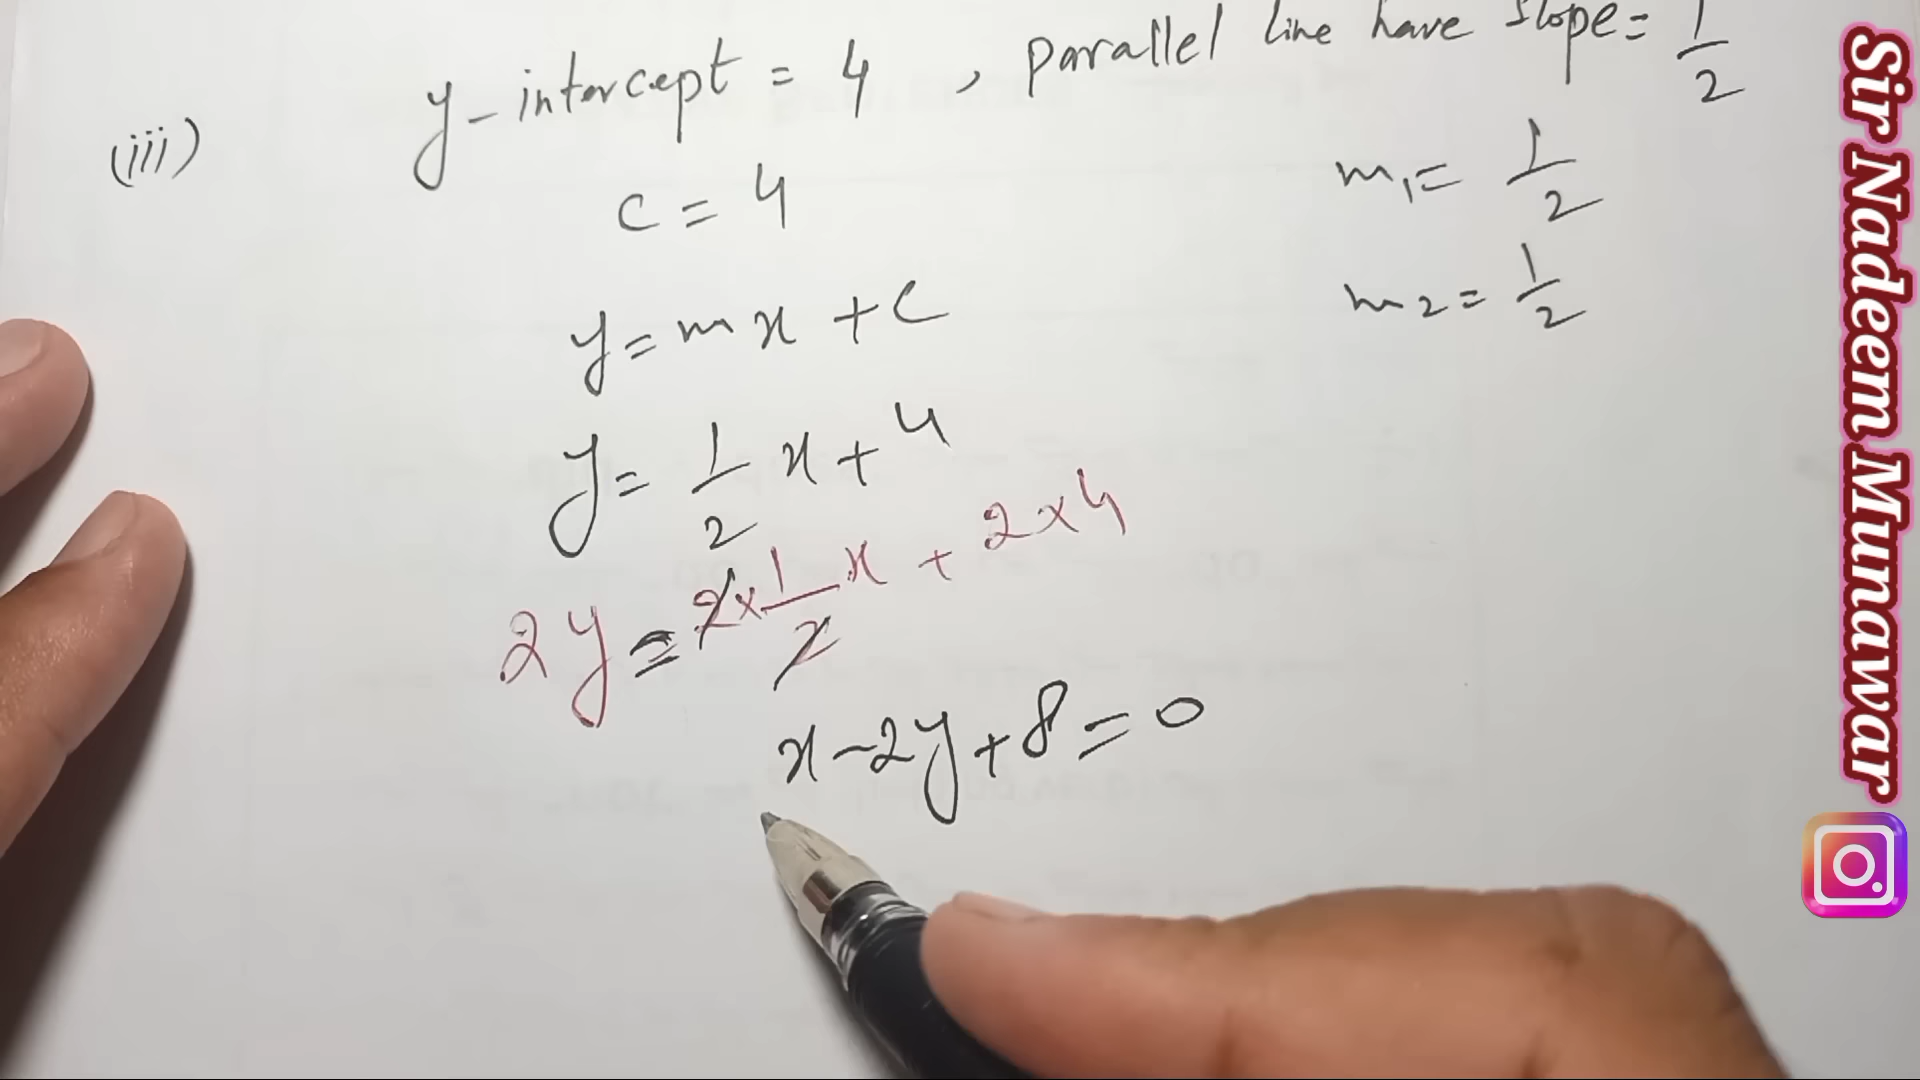 (iii) y-intercept = 4 , parallel line have slope = 1/2
c = 4
m₁ = 1/2
y = mx + c
m2 = 1/2
y = 1/2 x + 4
2y = 2×1/2 x + 2×4
x - 2y + 8 = 0
Sir Nadeem Munawar